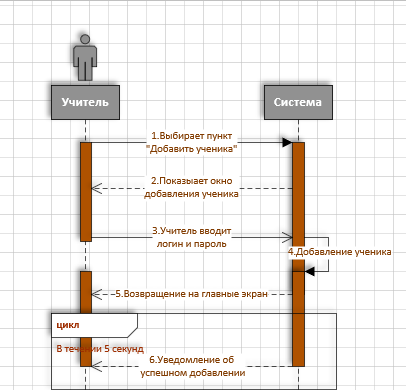 Учитель
Система
1.Выбирает пункт
"Добавить ученика"
2.Показыает окно
добавления ученика
3.Учитель вводит
логин и пароль
4.Добавление ученика
5.Возвращение на главные экран
цикл
В течении 5 секунд
6.Уведомление об
успешном добавлении